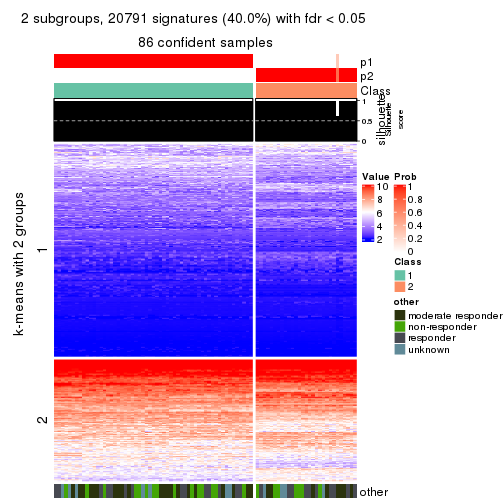 2 subgroups, 20791 signatures (40.0%) with fdr < 0.05
86 confident samples
p1
p2
Class
silhouette
Silhouette
score
1
0.5
0
k-means with 2 groups
1
2
other
Value
10
8
6
4
2
Prob
1
0.8
0.6
0.4
0.2
0
Class
1
2
other
moderate responder
non-responder
responder
unknown